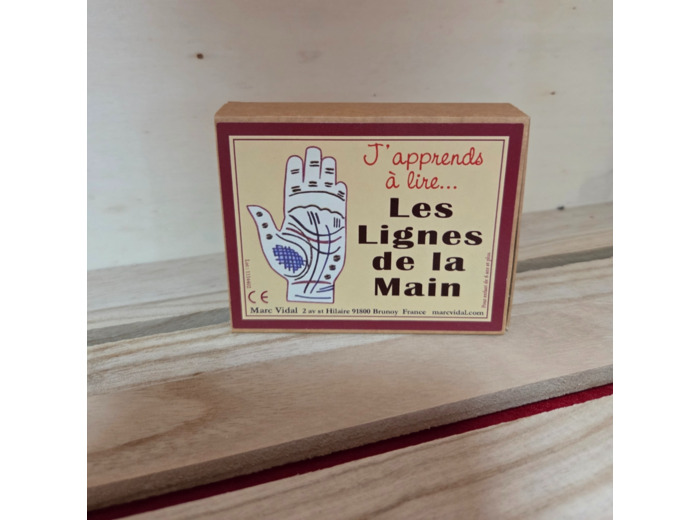 J'apprends
à lire...
Les
Lignes
de la
Main
CE
Marc Vidal 2 av st Hilaire 91800 Brunoy France marcvidal.com